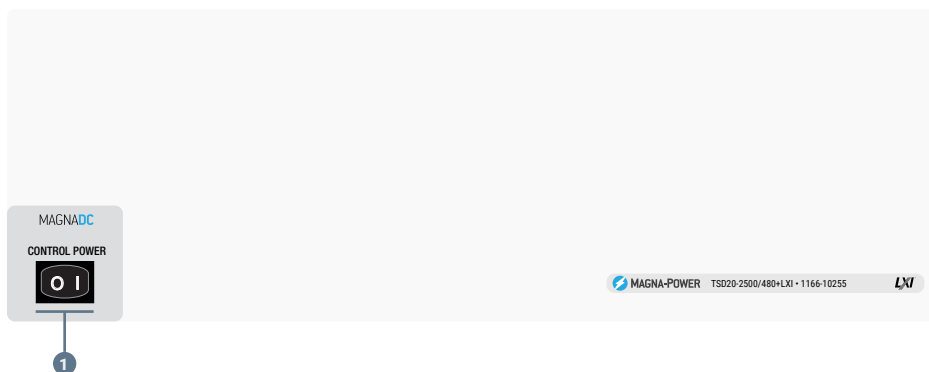 MAGNADC
CONTROL POWER
O I
MAGNA-POWER TSD20-2500/480+LXI • 1166-10255 LXI
1